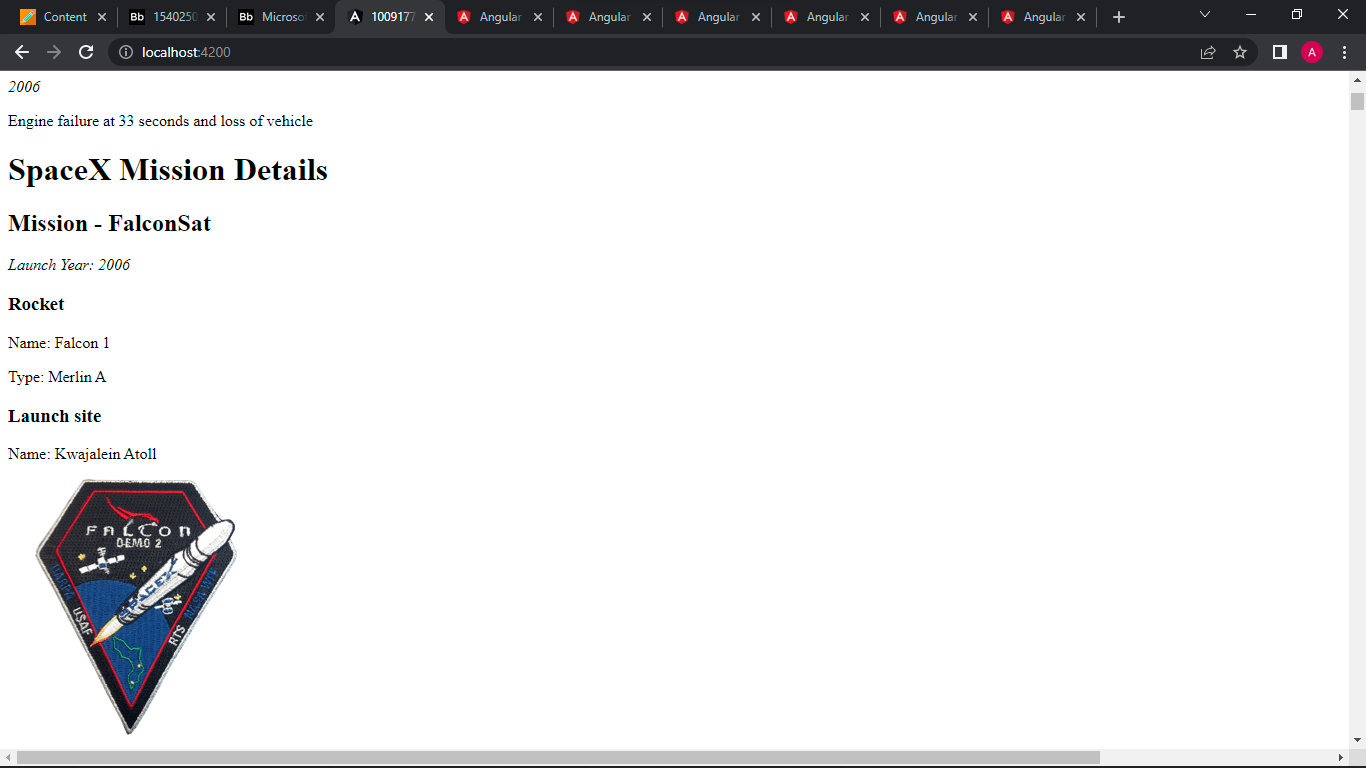 Content
1540250
Microso
1009177
Angular
Angular
Angular
Angular
Angular
Angular
localhost:4200
A
2006
Engine failure at 33 seconds and loss of vehicle
SpaceX Mission Details
Mission - FalconSat
Launch Year: 2006
Rocket
Name: Falcon 1
Type: Merlin A
Launch site
Name: Kwajalein Atoll
FALCON
DEMO 2
SPACEX
DARPA
USAF
RTS
NASA